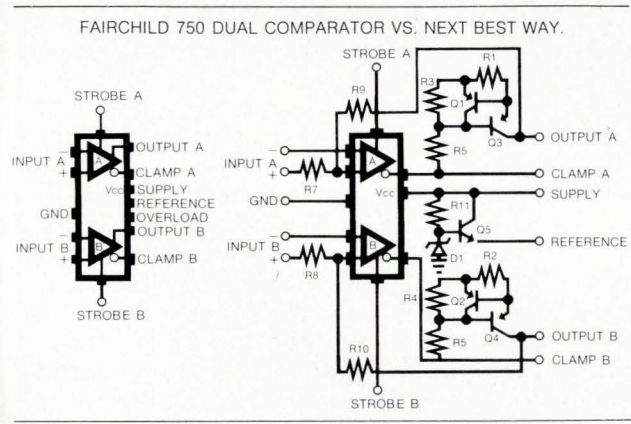 FAIRCHILD 750 DUAL COMPARATOR VS. NEXT BEST WAY.
STROBE A
INPUT A
−
+
A
OUTPUT A
CLAMP A
Vcc
SUPPLY
REFERENCE
OVERLOAD
GND
OUTPUT B
INPUT B
−
+
B
CLAMP B
STROBE B
STROBE A
R9
R3
R1
Q1
Q3
OUTPUT A
−
INPUT A
+
R7
A
R5
CLAMP A
Vcc
SUPPLY
GND
R11
Q5
REFERENCE
D1
−
INPUT B
+
R8
B
R4
R2
Q2
Q4
OUTPUT B
R5
CLAMP B
R10
STROBE B